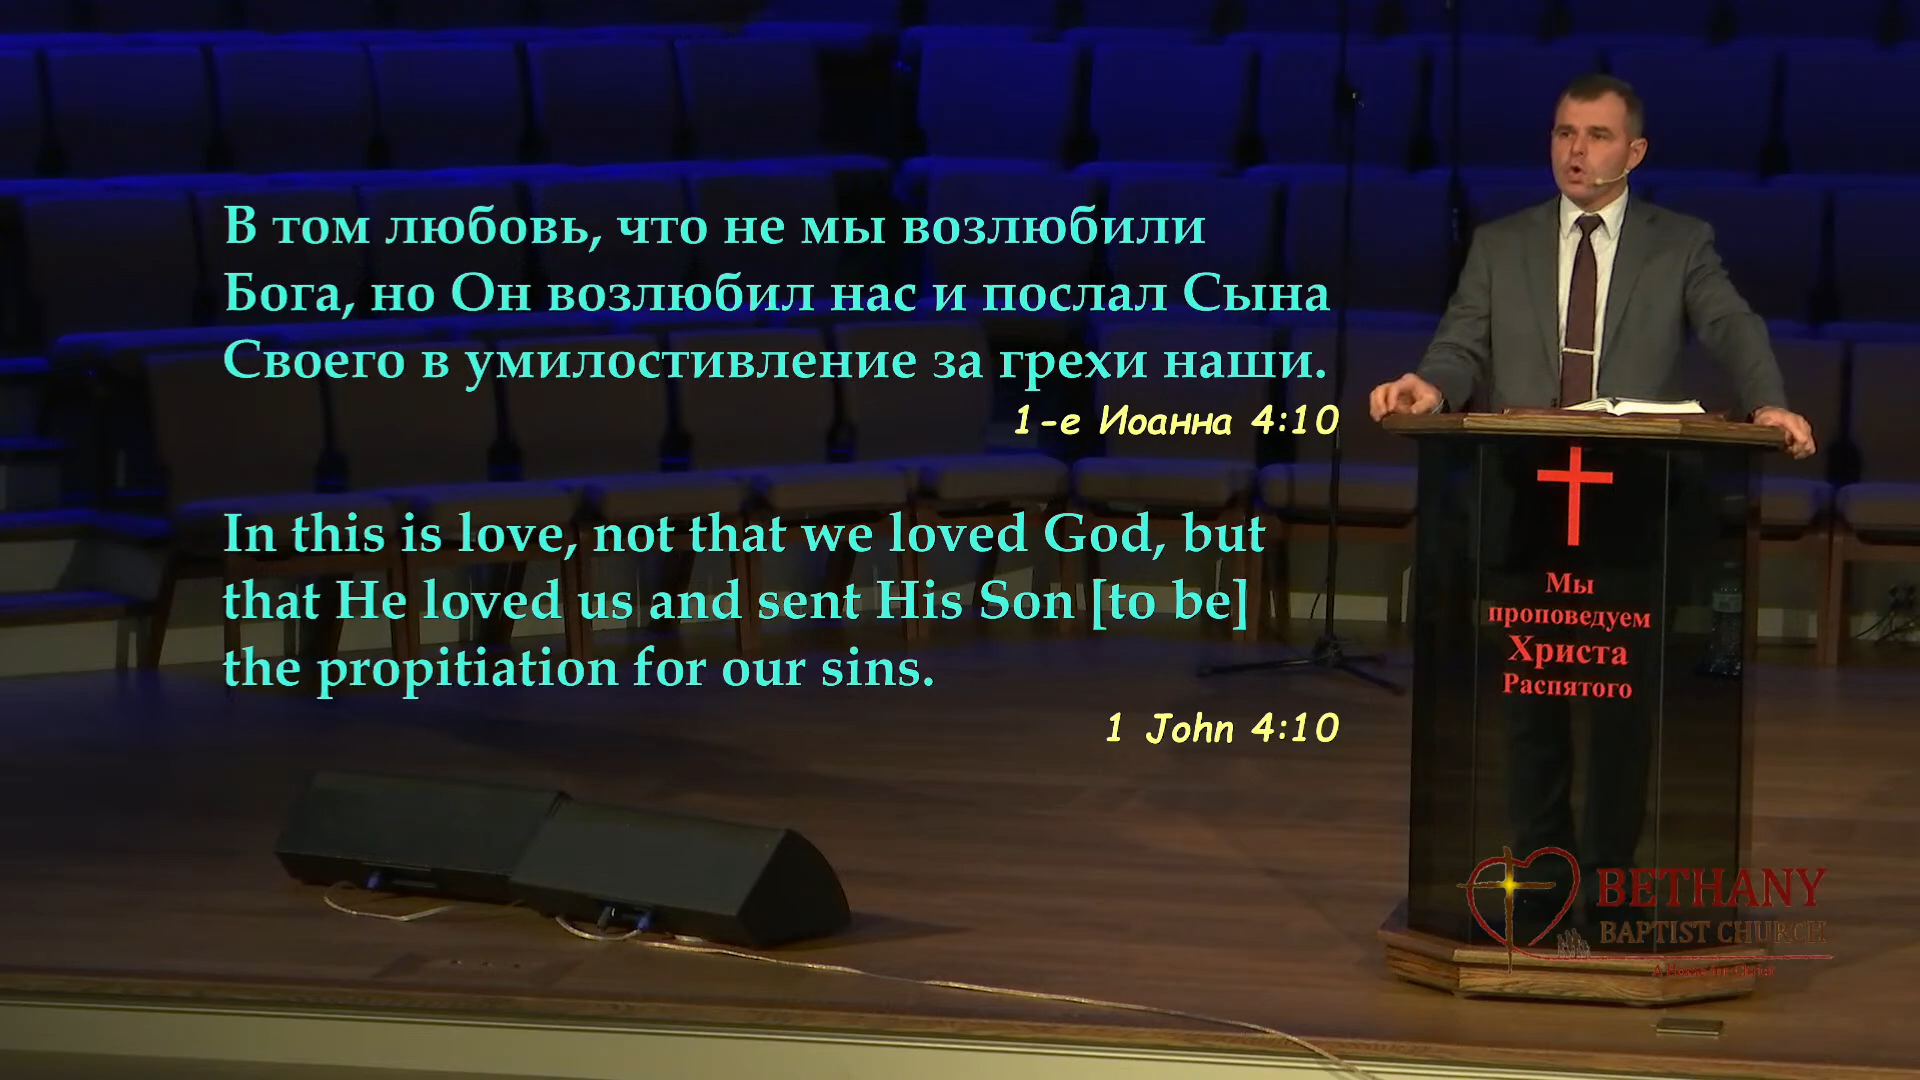 В том любовь, что не мы возлюбили
Бога, но Он возлюбил нас и послал Сына
Своего в умилостивление за грехи наши.
1-е Иоанна 4:10
In this is love, not that we loved God, but
that He loved us and sent His Son [to be]
the propitiation for our sins.
1 John 4:10
Мы
проповедуем
Христа
Распятого
BETHANY
BAPTIST CHURCH
A House for Christ